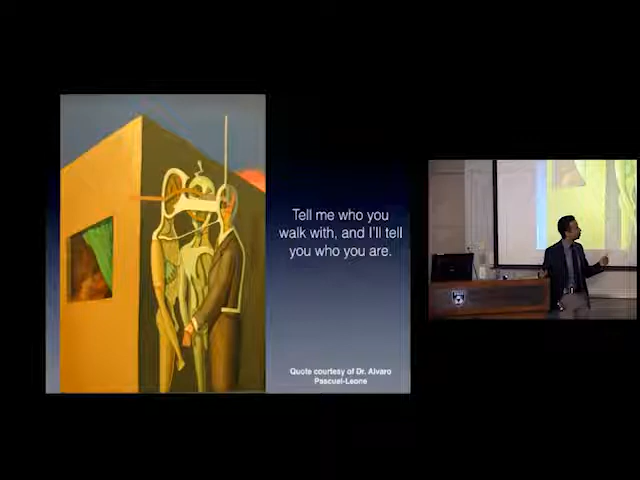 Tell me who you
walk with, and I'll tell
you who you are.
Quote courtesy of Dr. Alvaro
Pascual-Leone